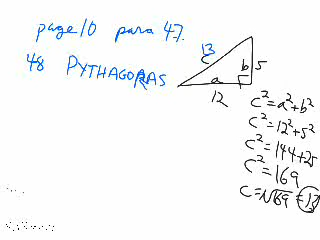 page 10 para 47.
48 PYTHAGORAS
13
b 5
a
12
c² = a² + b²
c² = 12² + 5²
c² = 144 + 25
c² = 169
c = √169 = 13